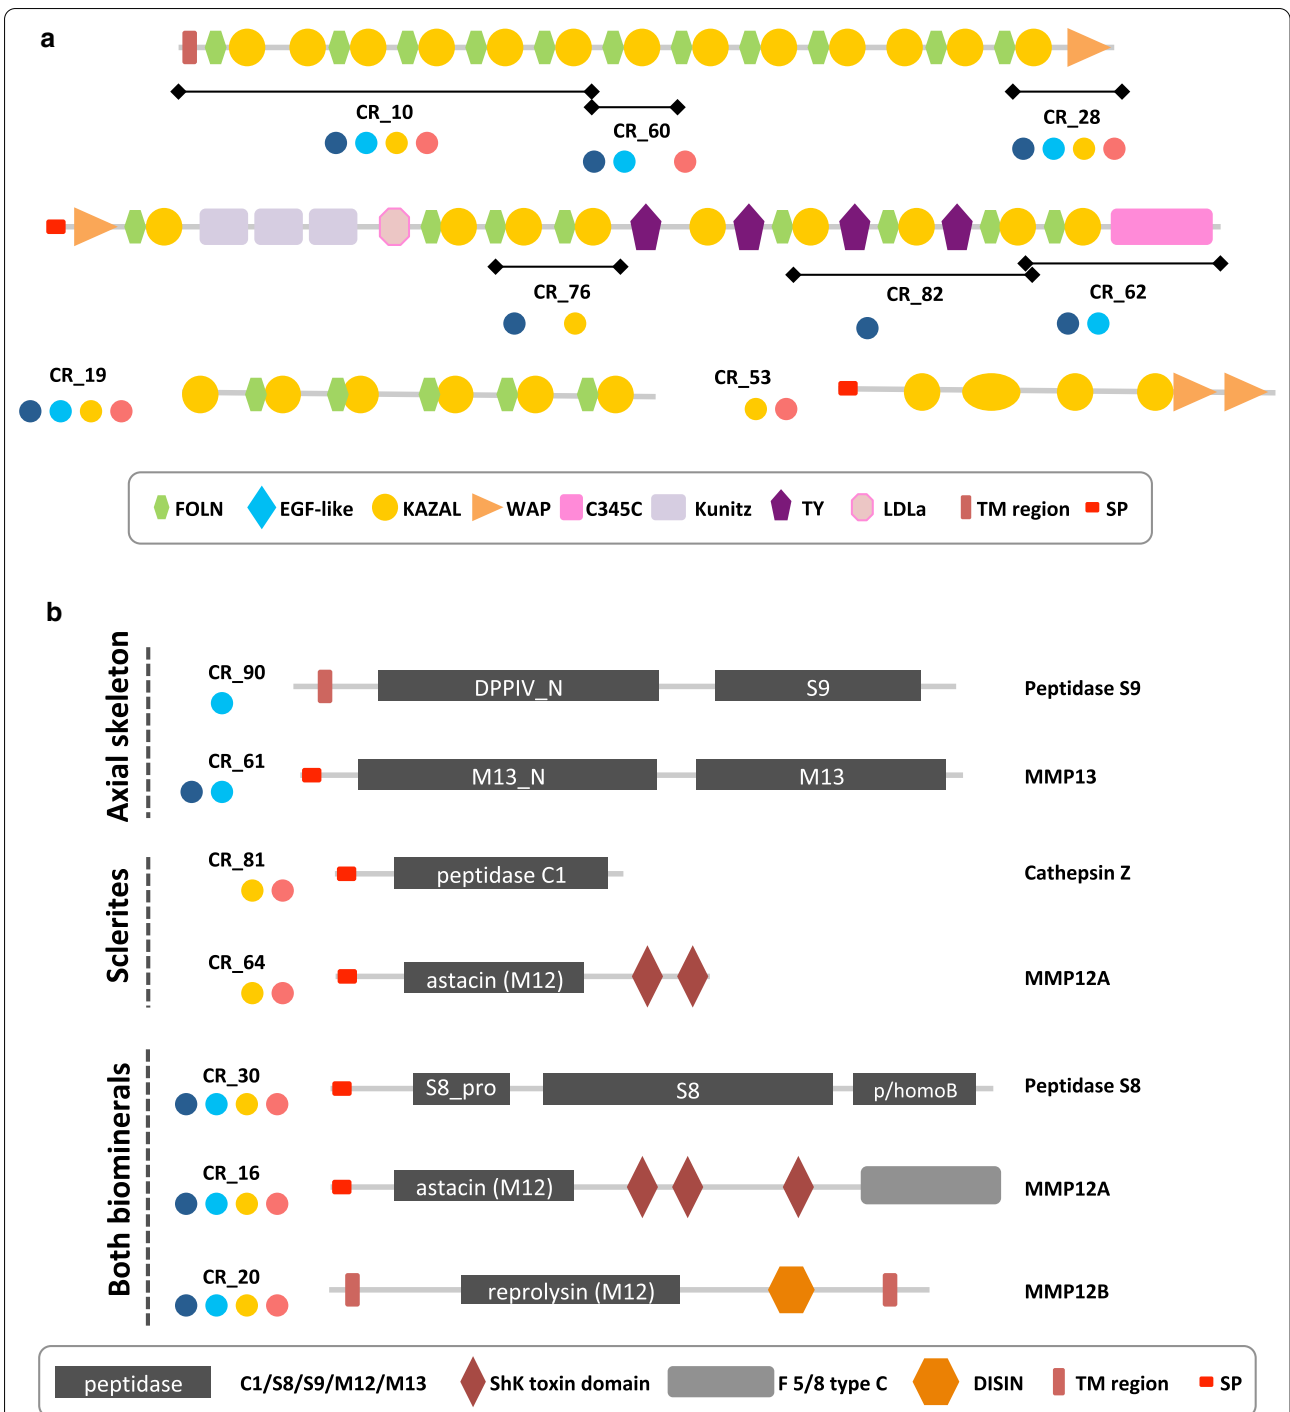 a
CR_10
CR_60
CR_28
CR_76
CR_82
CR_62
CR_19
CR_53
FOLN EGF-like KAZAL WAP C345C Kunitz TY LDLa TM region SP
b
Axial skeleton
CR_90
DPPIV_N S9
Peptidase S9
CR_61
M13_N M13
MMP13
Sclerites
CR_81
peptidase C1
Cathepsin Z
CR_64
astacin (M12)
MMP12A
Both biominerals
CR_30
S8_pro S8 p/homoB
Peptidase S8
CR_16
astacin (M12)
MMP12A
CR_20
reprolysin (M12)
MMP12B
peptidase C1/S8/S9/M12/M13 ShK toxin domain F 5/8 type C DISIN TM region SP